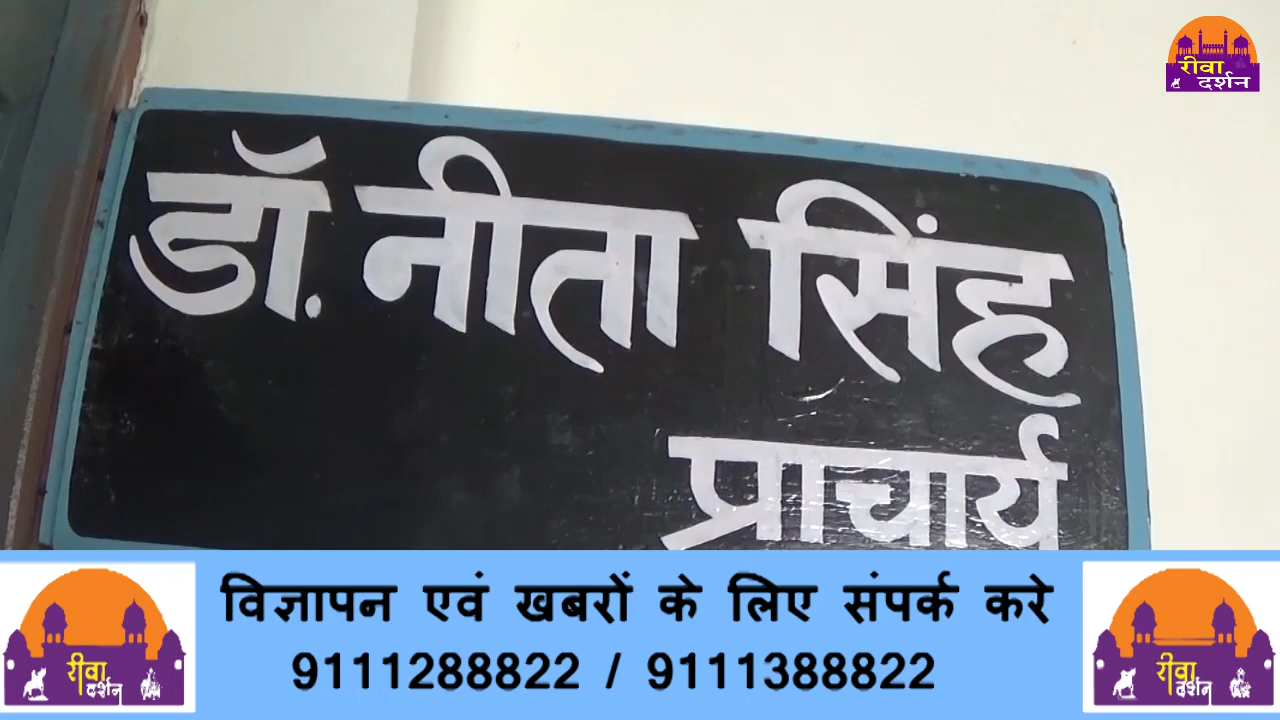 रीवा
दर्शन
डॉ. नीता सिंह
प्राचार्य
विज्ञापन एवं खबरों के लिए संपर्क करे
9111288822 / 9111388822
रीवा
दर्शन
रीवा
दर्शन